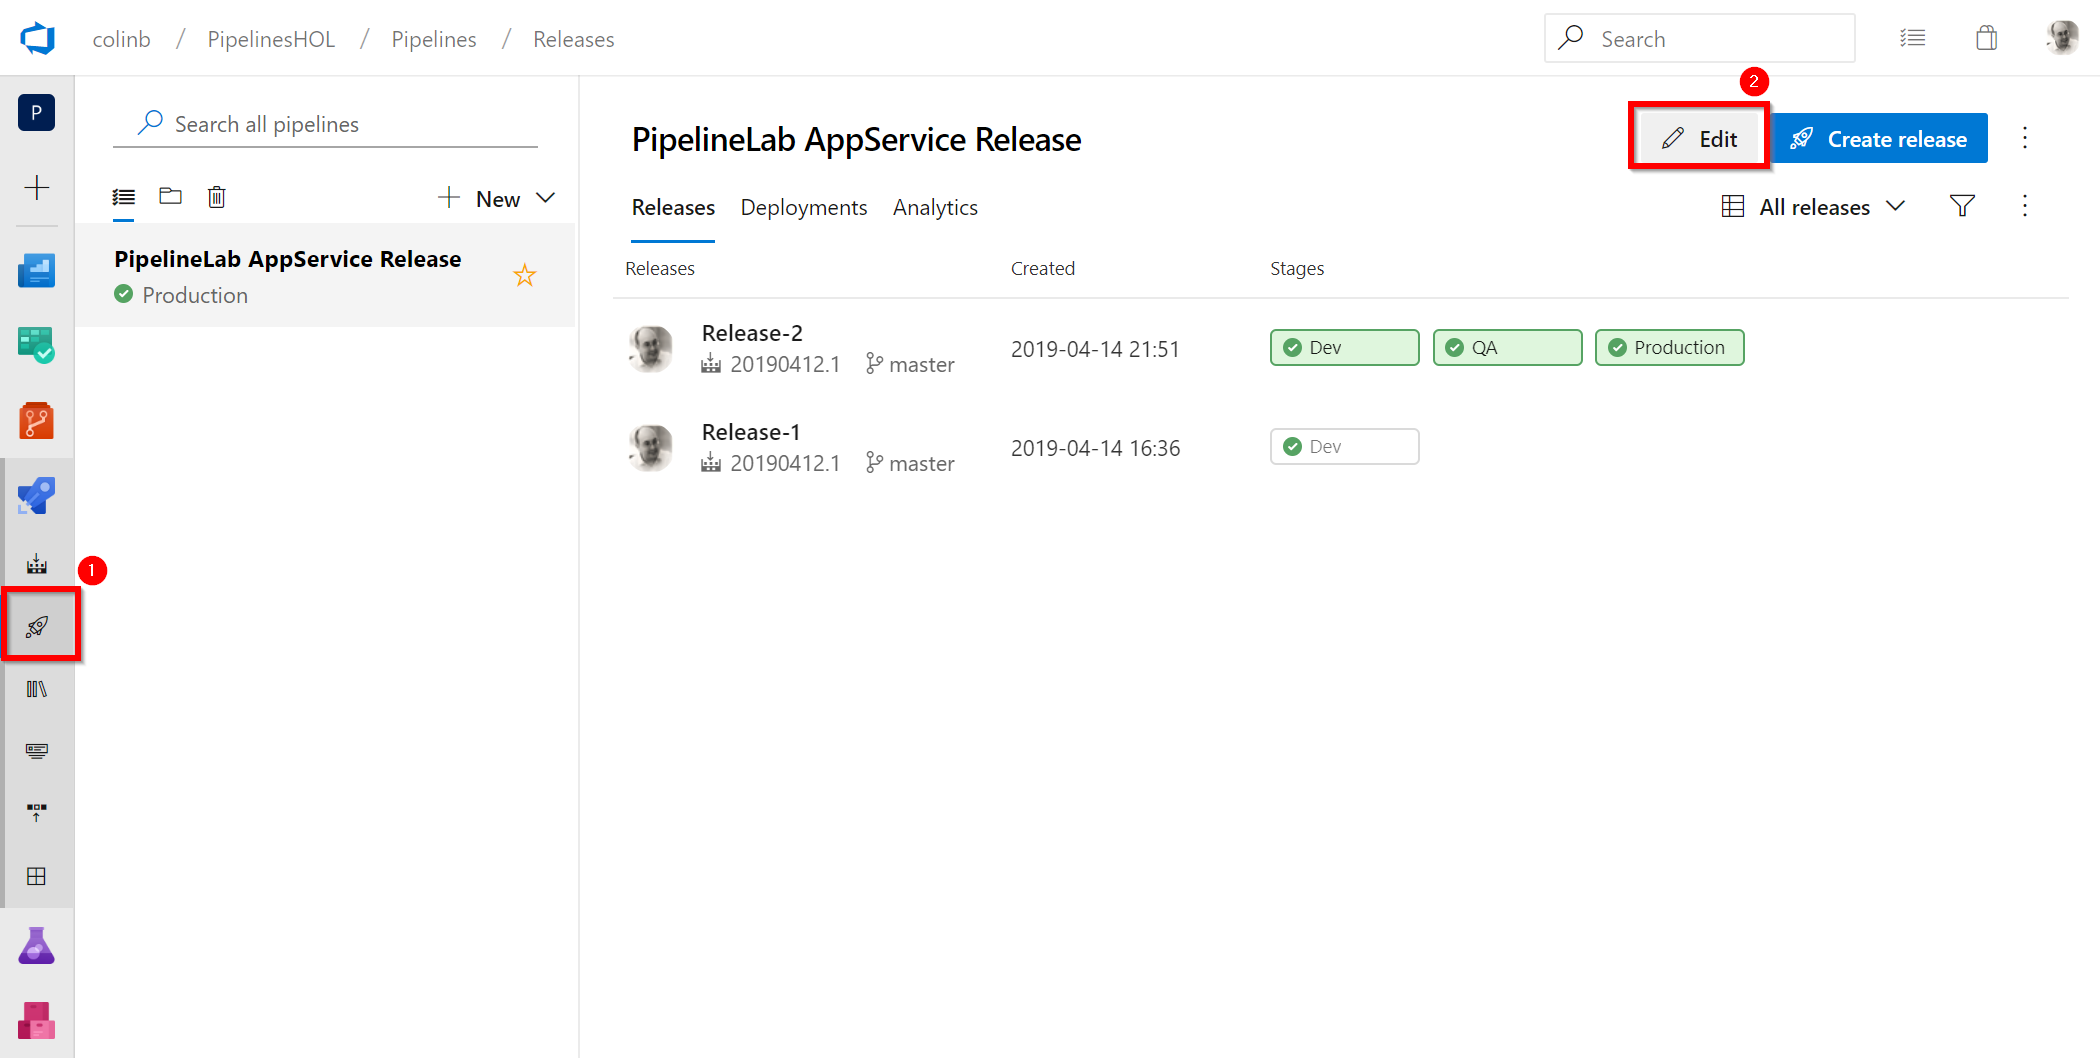 colinb / PipelinesHOL / Pipelines / Releases
Search
2
P
Search all pipelines
New
PipelineLab AppService Release
Production
PipelineLab AppService Release
Edit
Create release
Releases Deployments Analytics
All releases
Releases Created Stages
Release-2
20190412.1 master
2019-04-14 21:51
Dev QA Production
Release-1
20190412.1 master
2019-04-14 16:36
Dev
1